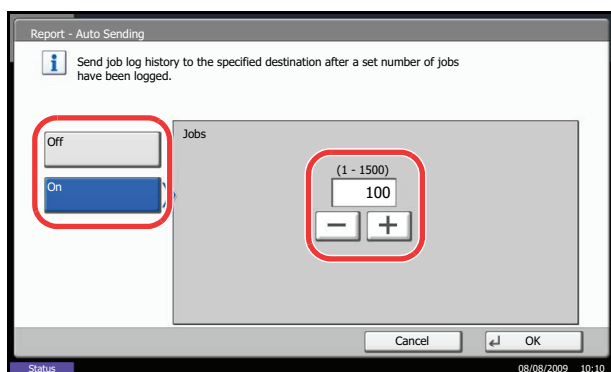 Report - Auto Sending
i
Send job log history to the specified destination after a set number of jobs
have been logged.
Off
On
Jobs
(1 - 1500)
100
Cancel
OK
Status
08/08/2009 10:10